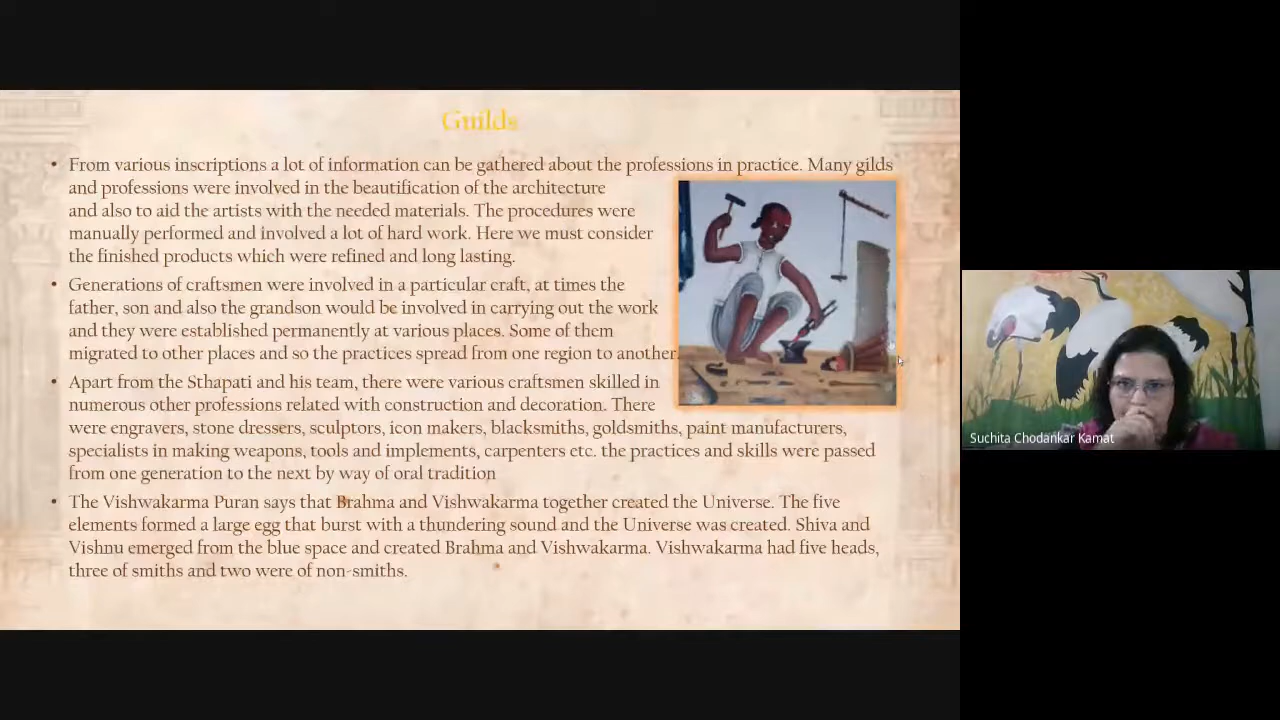 Guilds
• From various inscriptions a lot of information can be gathered about the professions in practice. Many gilds
and professions were involved in the beautification of the architecture
and also to aid the artists with the needed materials. The procedures were
manually performed and involved a lot of hard work. Here we must consider
the finished products which were refined and long lasting.
• Generations of craftsmen were involved in a particular craft, at times the
father, son and also the grandson would be involved in carrying out the work
and they were established permanently at various places. Some of them
migrated to other places and so the practices spread from one region to another.
• Apart from the Sthapati and his team, there were various craftsmen skilled in
numerous other professions related with construction and decoration. There
were engravers, stone dressers, sculptors, icon makers, blacksmiths, goldsmiths, paint manufacturers,
specialists in making weapons, tools and implements, carpenters etc. the practices and skills were passed
from one generation to the next by way of oral tradition
• The Vishwakarma Puran says that Brahma and Vishwakarma together created the Universe. The five
elements formed a large egg that burst with a thundering sound and the Universe was created. Shiva and
Vishnu emerged from the blue space and created Brahma and Vishwakarma. Vishwakarma had five heads,
three of smiths and two were of non-smiths.
Suchita Chodankar Kamat